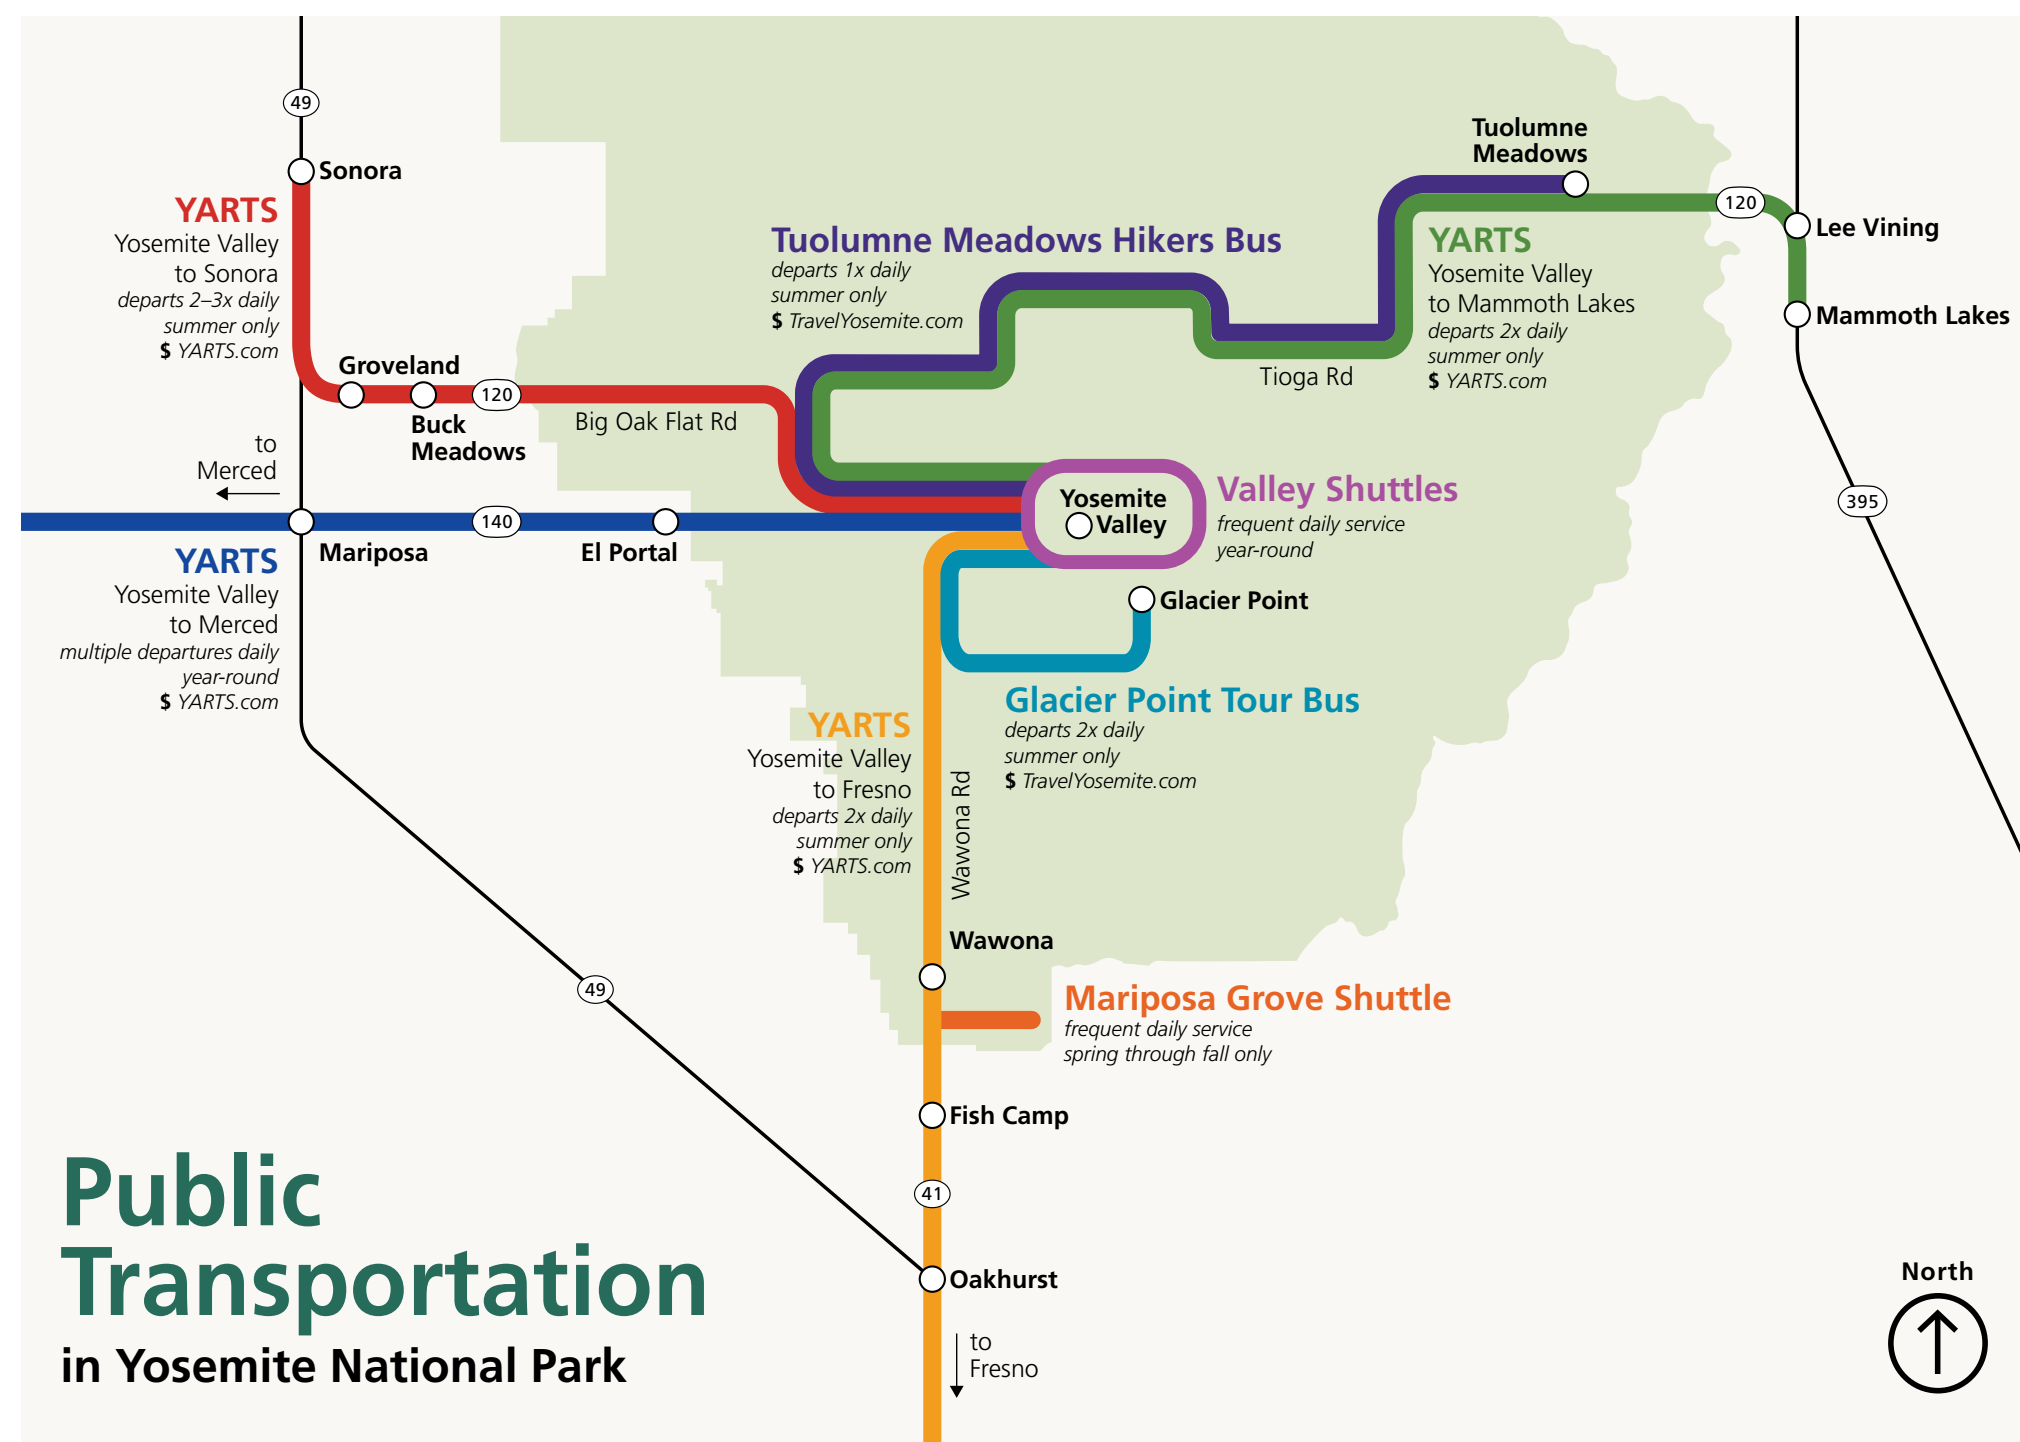 49
Sonora
YARTS
Yosemite Valley
to Sonora
departs 2–3x daily
summer only
$ YARTS.com
Groveland
Buck
Meadows
120
Big Oak Flat Rd
to
Merced
Mariposa
140
El Portal
YARTS
Yosemite Valley
to Merced
multiple departures daily
year-round
$ YARTS.com
Tuolumne Meadows Hikers Bus
departs 1x daily
summer only
$ TravelYosemite.com
Tuolumne
Meadows
120
Lee Vining
Mammoth Lakes
YARTS
Yosemite Valley
to Mammoth Lakes
departs 2x daily
summer only
$ YARTS.com
Tioga Rd
395
Yosemite
Valley
Valley Shuttles
frequent daily service
year-round
Glacier Point
Glacier Point Tour Bus
departs 2x daily
summer only
$ TravelYosemite.com
YARTS
Yosemite Valley
to Fresno
departs 2x daily
summer only
$ YARTS.com
Wawona Rd
Wawona
Mariposa Grove Shuttle
frequent daily service
spring through fall only
49
Fish Camp
41
Oakhurst
to
Fresno
Public
Transportation
in Yosemite National Park
North